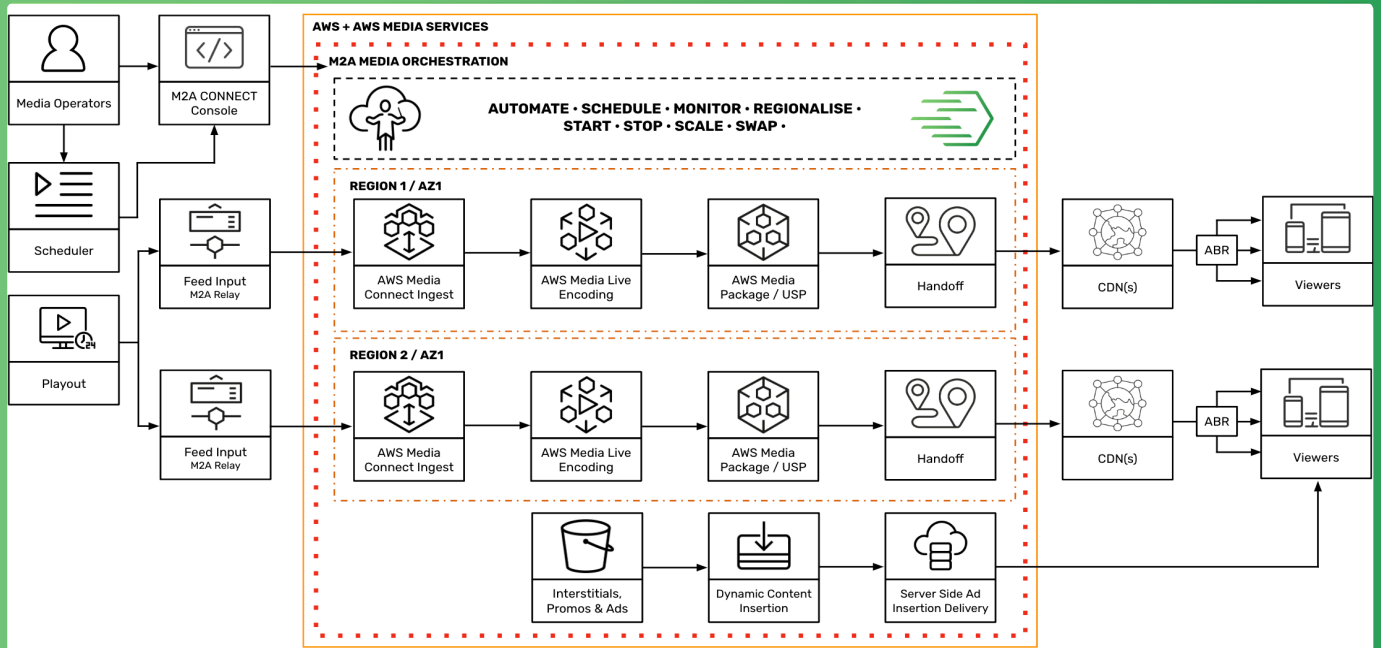 AWS + AWS MEDIA SERVICES
M2A MEDIA ORCHESTRATION
Media Operators
M2A CONNECT
Console
AUTOMATE • SCHEDULE • MONITOR • REGIONALISE •
START • STOP • SCALE • SWAP •
Scheduler
Playout
24
Feed Input
M2A Relay
REGION 1 / AZ1
AWS Media
Connect Ingest
AWS Media Live
Encoding
AWS Media
Package / USP
Handoff
CDN(s)
ABR
Viewers
Feed Input
M2A Relay
REGION 2 / AZ1
AWS Media
Connect Ingest
AWS Media Live
Encoding
AWS Media
Package / USP
Handoff
CDN(s)
ABR
Viewers
Interstitials,
Promos & Ads
Dynamic Content
Insertion
Server Side Ad
Insertion Delivery